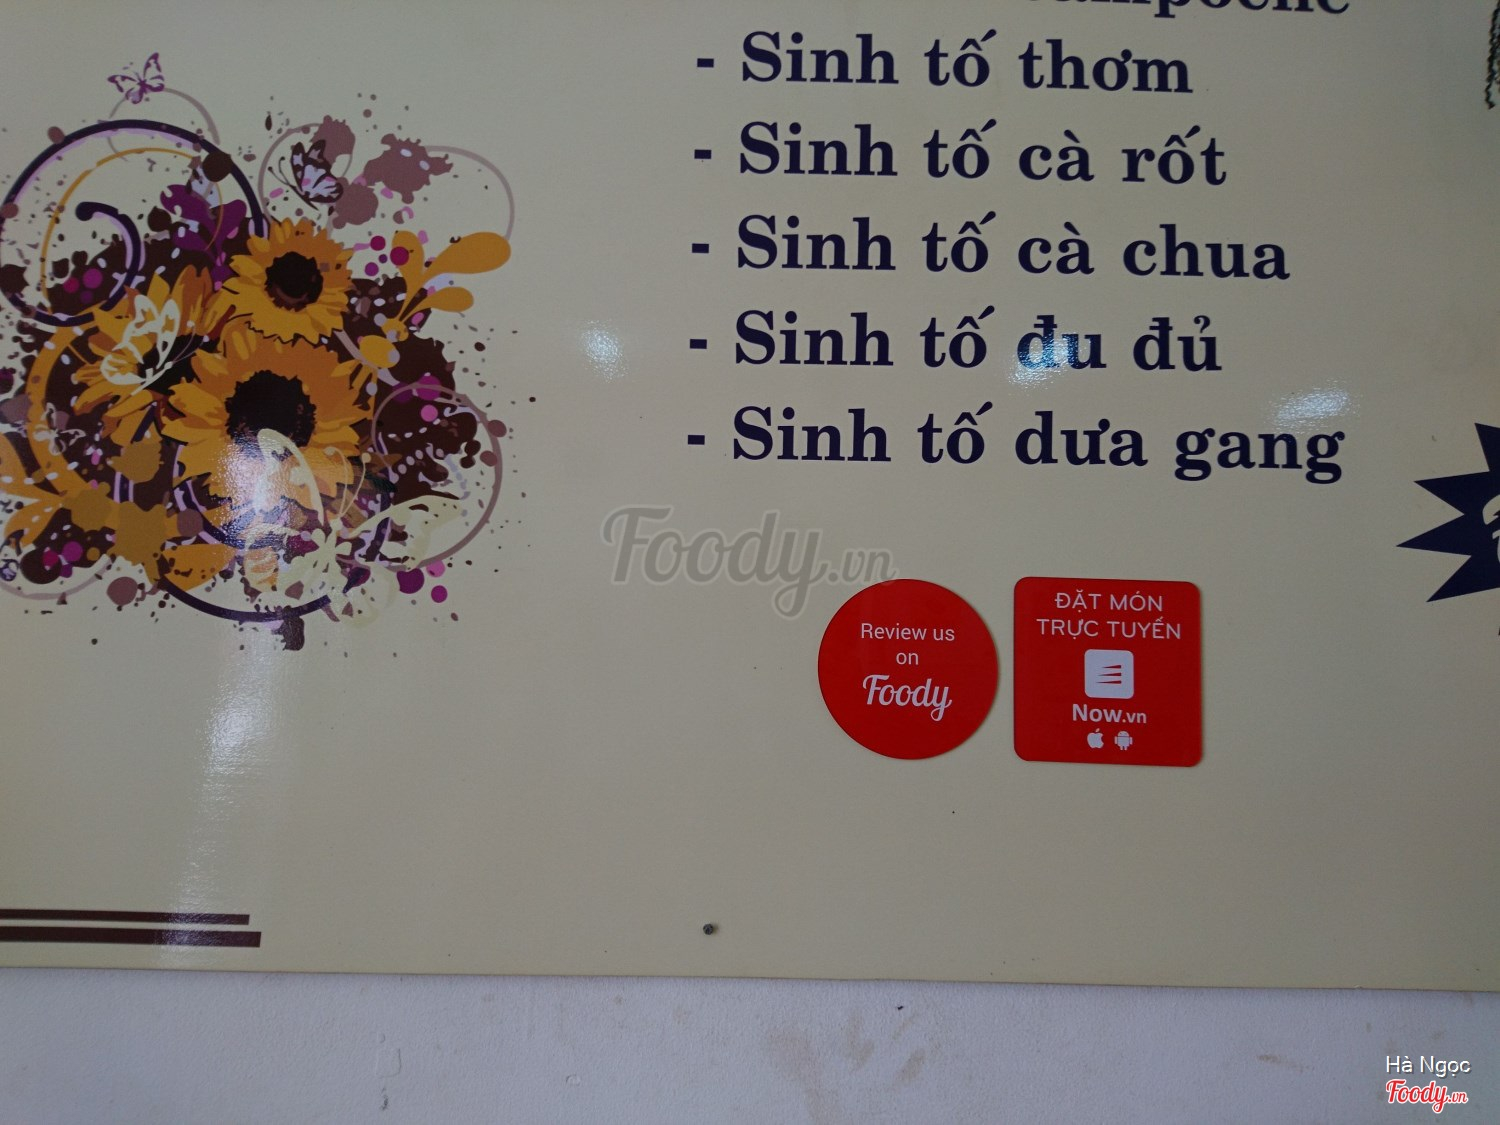 - Sinh tố thơm
- Sinh tố cà rốt
- Sinh tố cà chua
- Sinh tố đu đủ
- Sinh tố dưa gang
Foody.vn
Review us
on
Foody
ĐẶT MÓN
TRỰC TUYẾN
Now.vn
Hà Ngọc
Foody.vn